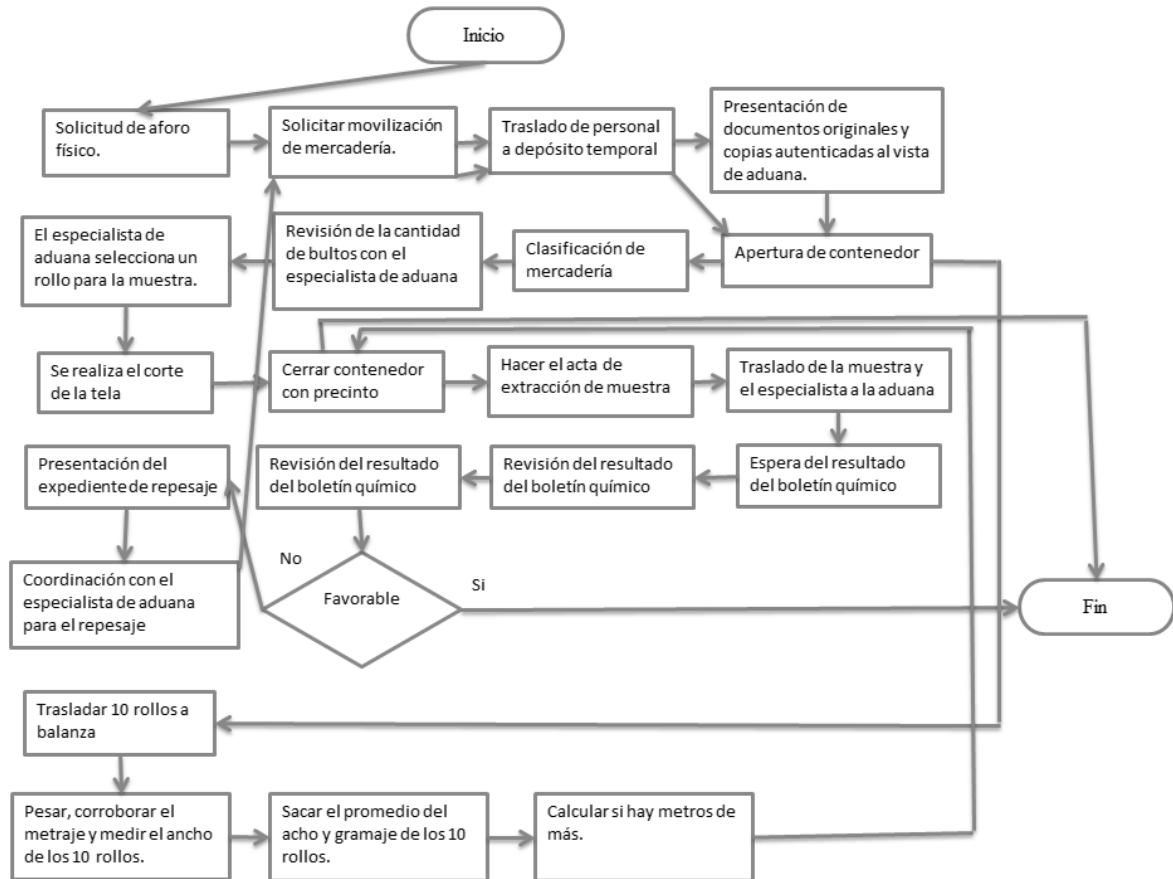 Inicio
Solicitud de aforo
físico.
Solicitar movilización
de mercadería.
Traslado de personal
a depósito temporal
Presentación de
documentos originales y
copias autenticadas al vista
de aduana.
El especialista de
aduana selecciona un
rollo para la muestra.
Revisión de la cantidad
de bultos con el
especialista de aduana
Clasificación de
mercadería
Apertura de contenedor
Se realiza el corte
de la tela
Cerrar contenedor
con precinto
Hacer el acta de
extracción de muestra
Traslado de la muestra y
el especialista a la aduana
Presentación del
expediente de repesaje
Revisión del resultado
del boletín químico
Revisión del resultado
del boletín químico
Espera del resultado
del boletín químico
Coordinación con el
especialista de aduana
para el repesaje
No
Favorable
Si
Fin
Trasladar 10 rollos a
balanza
Pesar, corroborar el
metraje y medir el ancho
de los 10 rollos.
Sacar el promedio del
acho y gramaje de los 10
rollos.
Calcular si hay metros de
más.